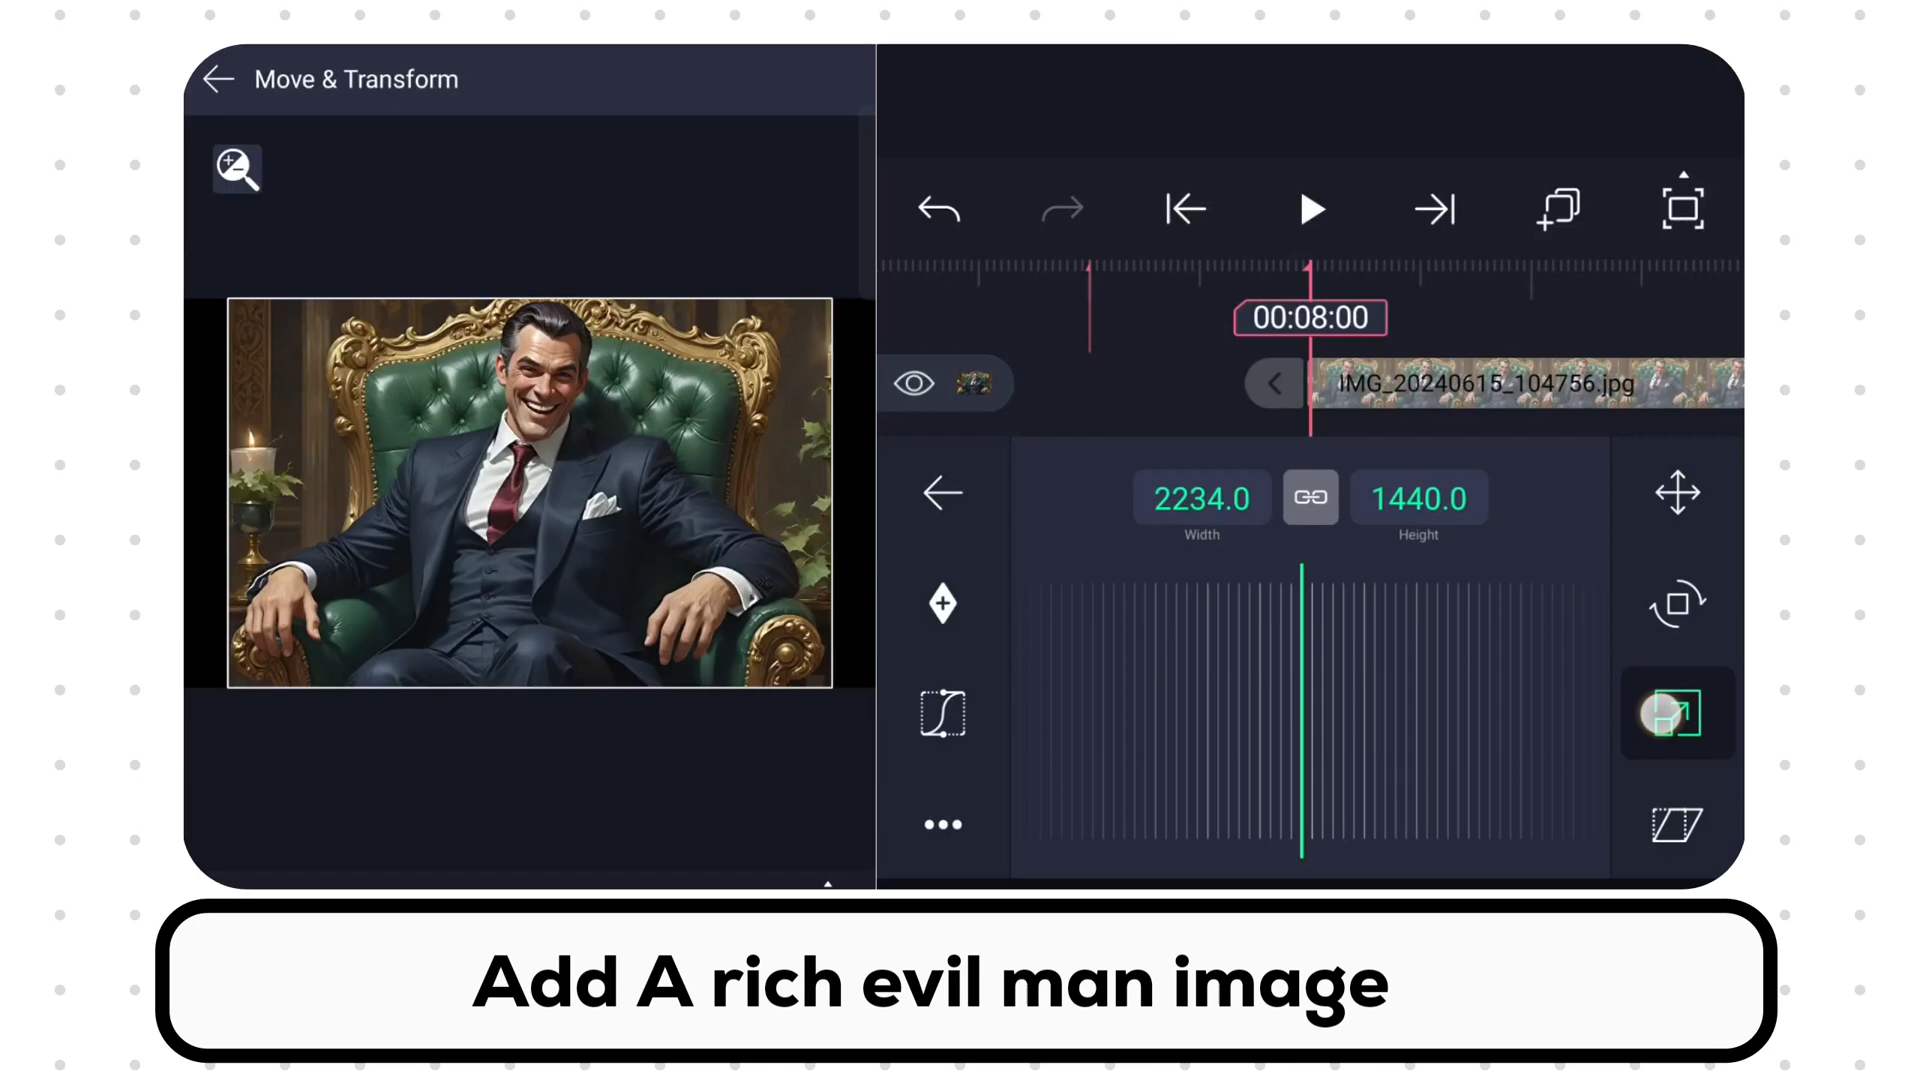 Move & Transform
00:08:00
IMG_20240615_104756.jpg
2234.0
1440.0
Width
Height
Add A rich evil man image